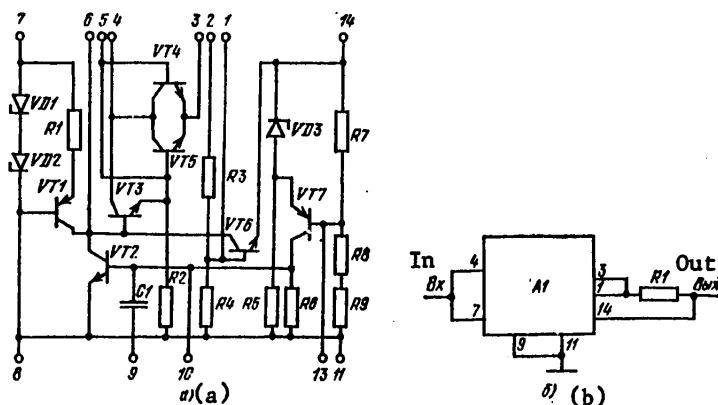 7 6 5 4 3 2 1 14
VT4
VD1
R1
VD3
R7
VD2
VT5
VT1
VT3
R3
VT7
VT6
VT2
R8
C1
R2
R4
R5
R6
R9
8 9 10 13 11
а) (a)
In
Вх
4
7
A1
3
1
14
R1
Out
Вых
9 11
б) (b)